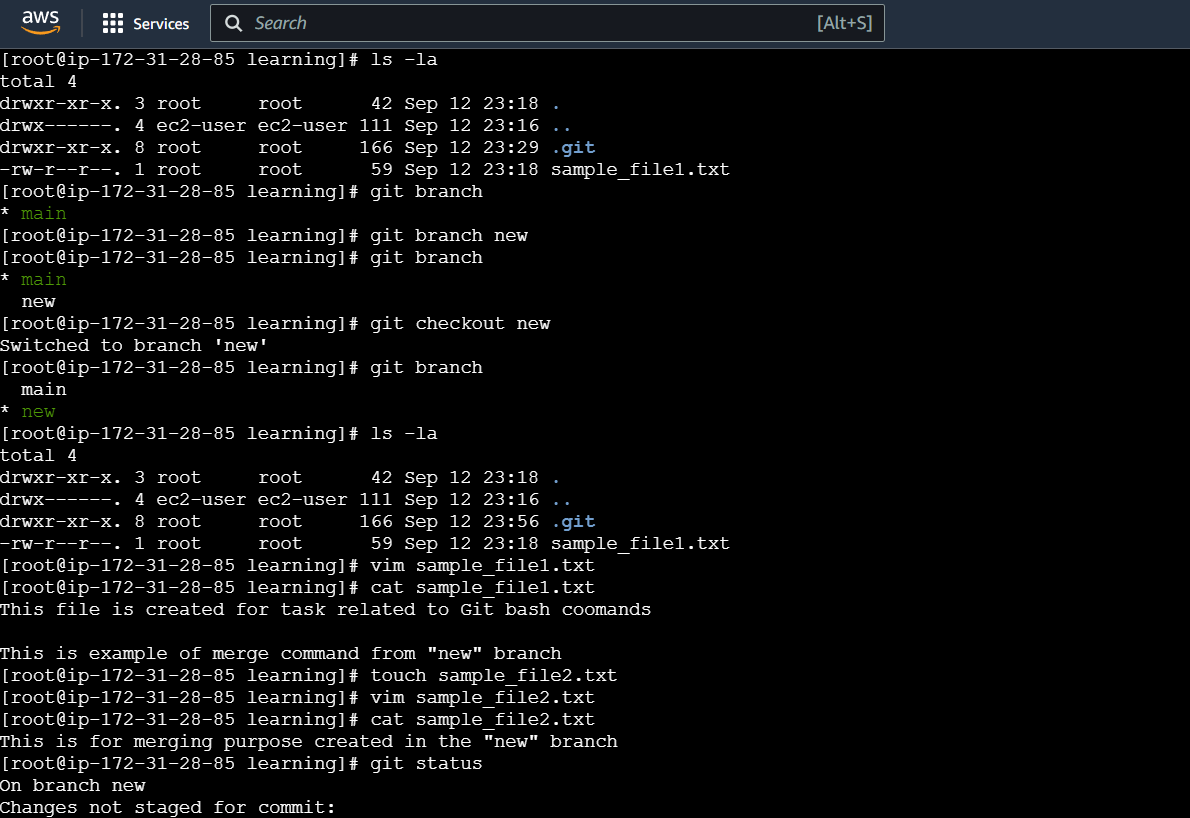 aws Services Search [Alt+S]
[root@ip-172-31-28-85 learning]# ls -la
total 4
drwxr-xr-x. 3 root     root      42 Sep 12 23:18 .
drwx------. 4 ec2-user ec2-user 111 Sep 12 23:16 ..
drwxr-xr-x. 8 root     root     166 Sep 12 23:29 .git
-rw-r--r--. 1 root     root      59 Sep 12 23:18 sample_file1.txt
[root@ip-172-31-28-85 learning]# git branch
* main
[root@ip-172-31-28-85 learning]# git branch new
[root@ip-172-31-28-85 learning]# git branch
* main
  new
[root@ip-172-31-28-85 learning]# git checkout new
Switched to branch 'new'
[root@ip-172-31-28-85 learning]# git branch
  main
* new
[root@ip-172-31-28-85 learning]# ls -la
total 4
drwxr-xr-x. 3 root     root      42 Sep 12 23:18 .
drwx------. 4 ec2-user ec2-user 111 Sep 12 23:16 ..
drwxr-xr-x. 8 root     root     166 Sep 12 23:56 .git
-rw-r--r--. 1 root     root      59 Sep 12 23:18 sample_file1.txt
[root@ip-172-31-28-85 learning]# vim sample_file1.txt
[root@ip-172-31-28-85 learning]# cat sample_file1.txt
This file is created for task related to Git bash coomands

This is example of merge command from "new" branch
[root@ip-172-31-28-85 learning]# touch sample_file2.txt
[root@ip-172-31-28-85 learning]# vim sample_file2.txt
[root@ip-172-31-28-85 learning]# cat sample_file2.txt
This is for merging purpose created in the "new" branch
[root@ip-172-31-28-85 learning]# git status
On branch new
Changes not staged for commit: